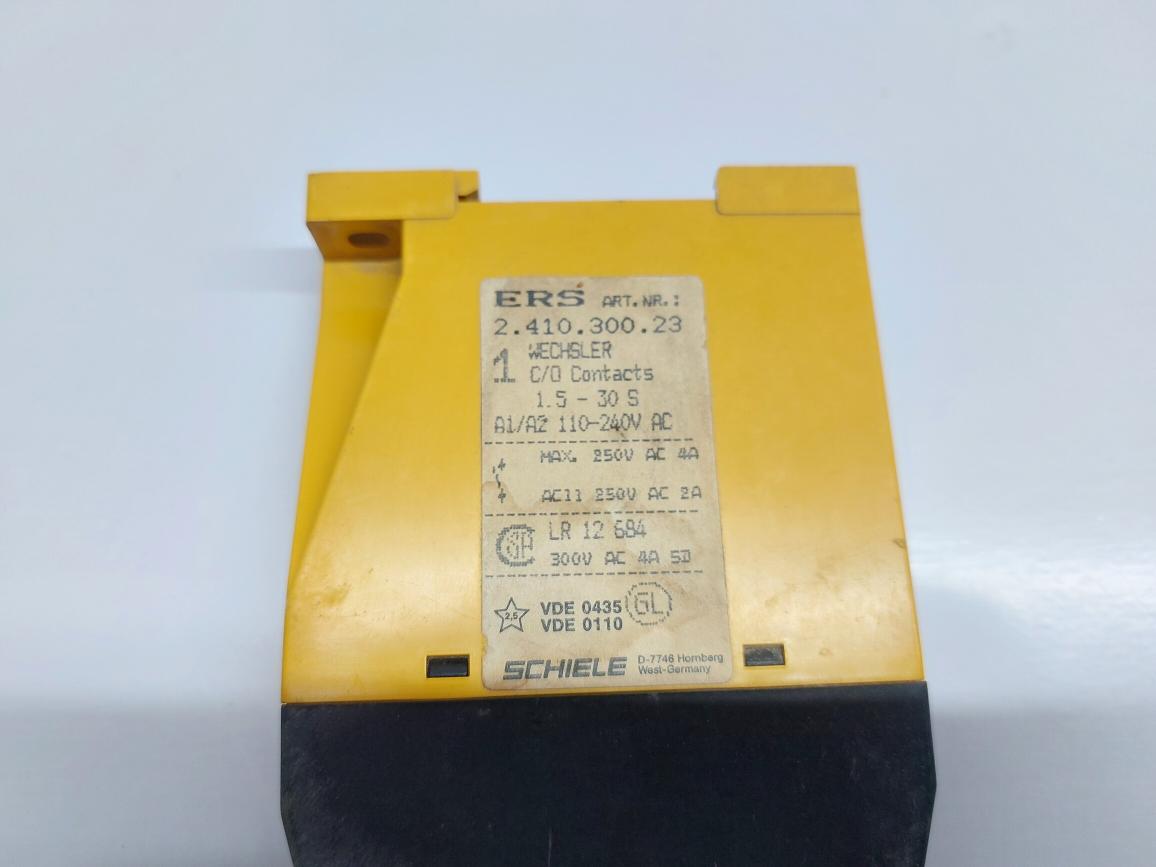 ERS ART.NR.:
2.410.300.23
1 WECHSLER
C/O Contacts
1.5 - 30 S
A1/A2 110-240V AC
MAX. 250V AC 4A
AC11 250V AC 2A
LR 12 684
300V AC 4A 5D
2,5 VDE 0435 GL
VDE 0110
SCHIELE D-7746 Hornberg
West-Germany